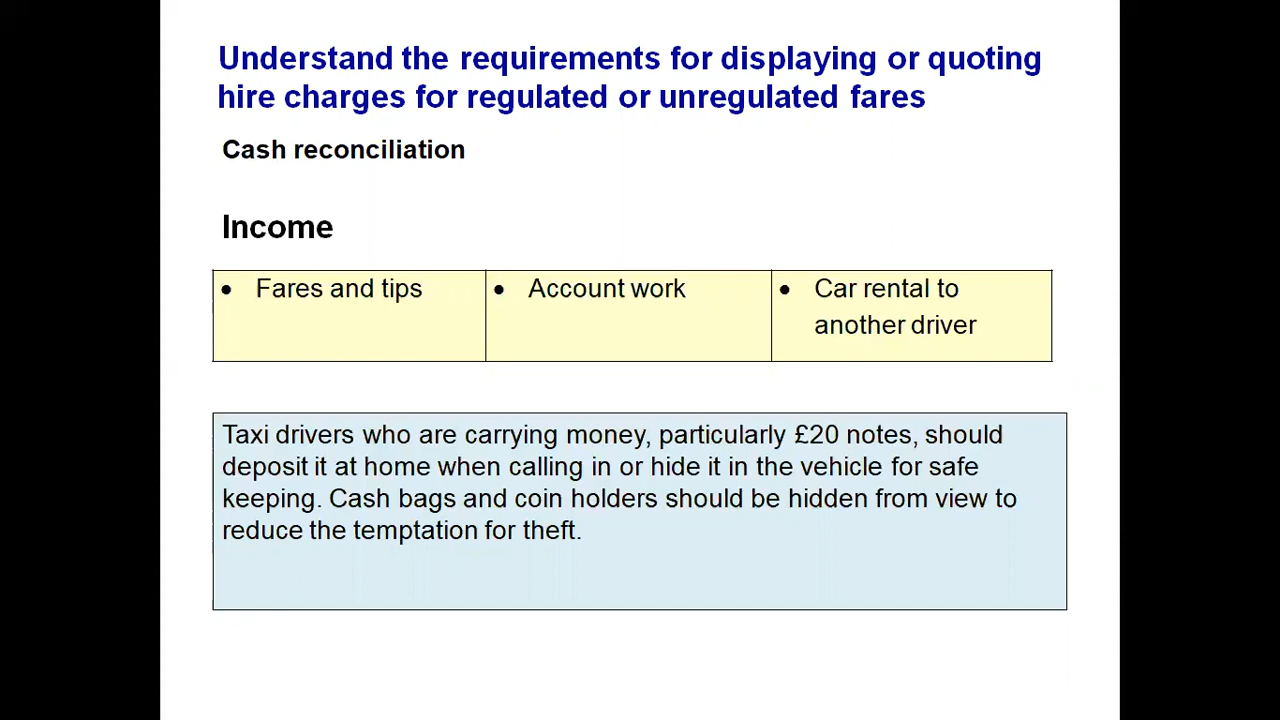 Understand the requirements for displaying or quoting
hire charges for regulated or unregulated fares
Cash reconciliation
Income
• Fares and tips
• Account work
• Car rental to
another driver
Taxi drivers who are carrying money, particularly £20 notes, should
deposit it at home when calling in or hide it in the vehicle for safe
keeping. Cash bags and coin holders should be hidden from view to
reduce the temptation for theft.